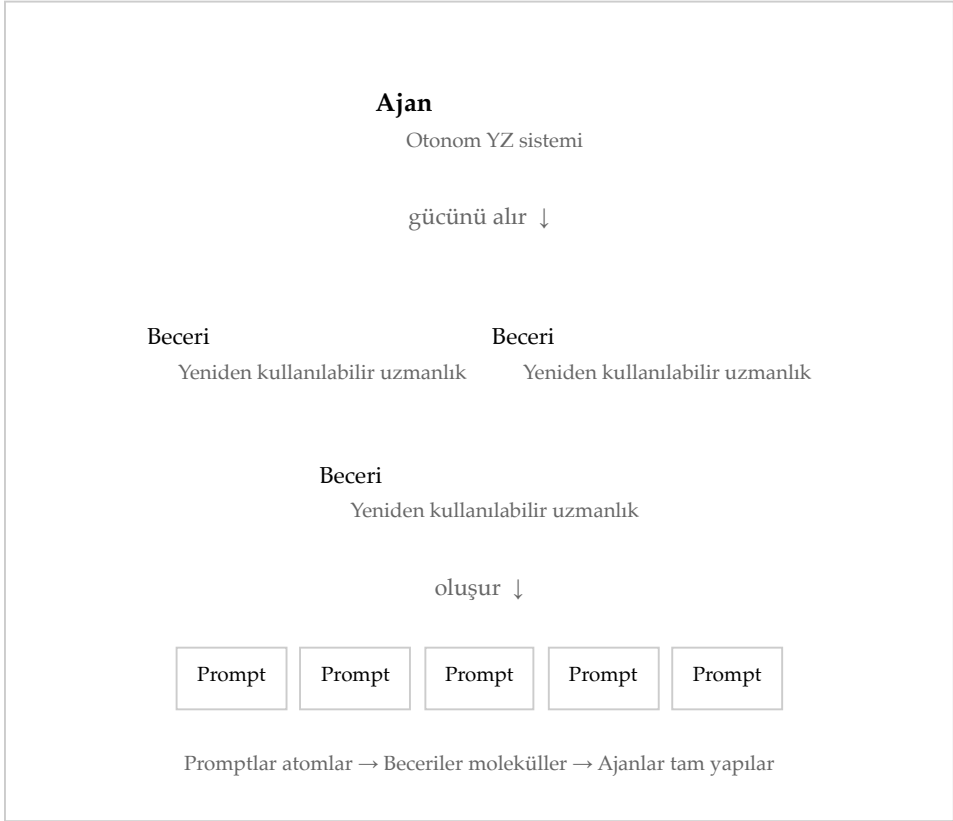 Ajan
Otonom YZ sistemi
gücünü alır ↓
Beceri Beceri
Yeniden kullanılabilir uzmanlık Yeniden kullanılabilir uzmanlık
Beceri
Yeniden kullanılabilir uzmanlık
oluşur ↓
Prompt Prompt Prompt Prompt Prompt
Promptlar atomlar → Beceriler moleküller → Ajanlar tam yapılar